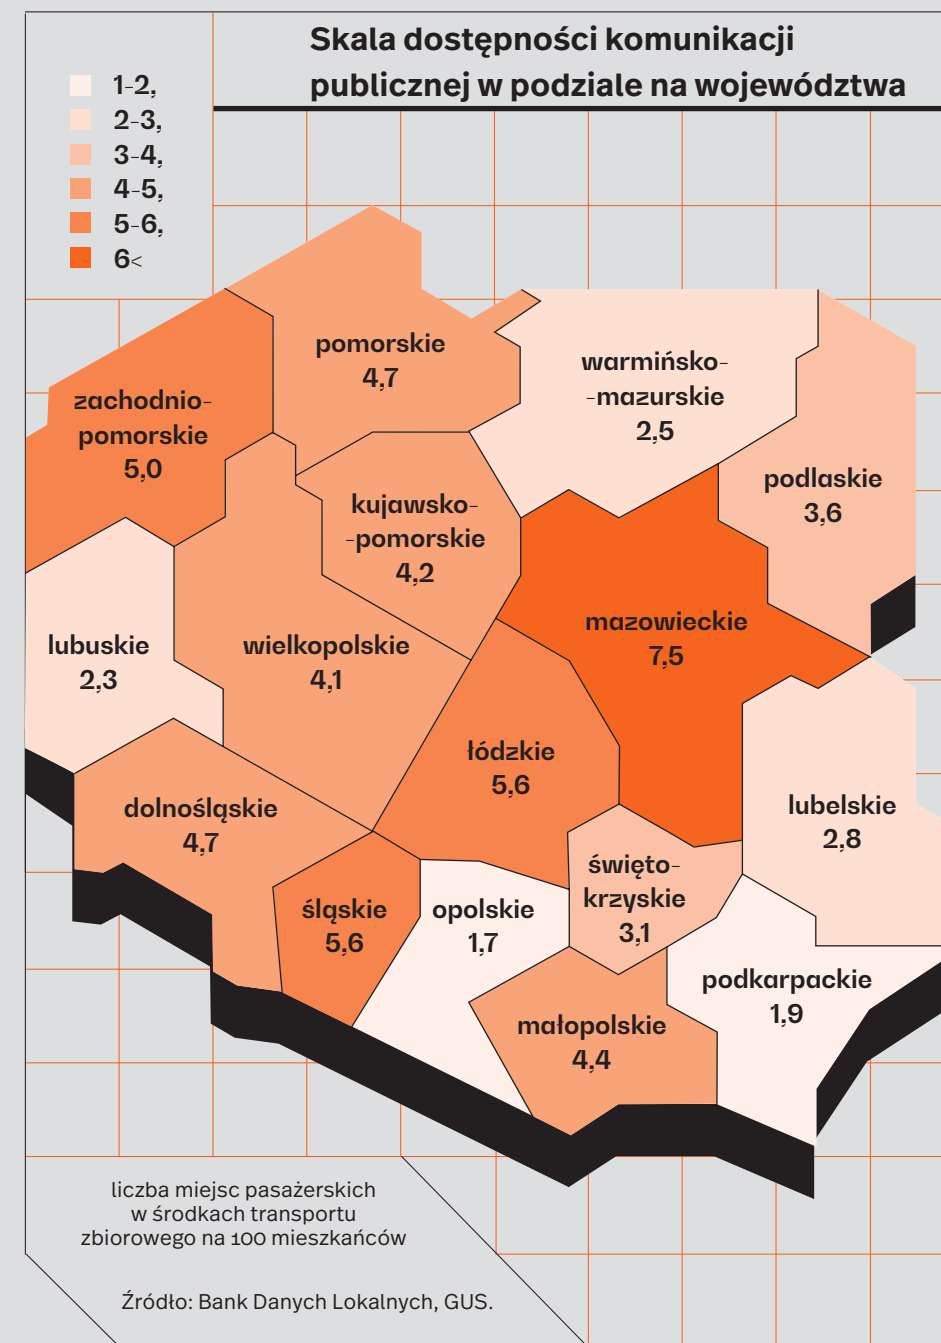 Skala dostępności komunikacji
publicznej w podziale na województwa
1-2,
2-3,
3-4,
4-5,
5-6,
6<
pomorskie
4,7
warmińsko-
-mazurskie
2,5
zachodnio-
pomorskie
5,0
podlaskie
3,6
kujawsko-
-pomorskie
4,2
mazowieckie
7,5
lubuskie
2,3
wielkopolskie
4,1
łódzkie
5,6
dolnośląskie
4,7
lubelskie
2,8
święto-
krzyskie
3,1
śląskie
5,6
opolskie
1,7
podkarpackie
1,9
małopolskie
4,4
liczba miejsc pasażerskich
w środkach transportu
zbiorowego na 100 mieszkańców
Źródło: Bank Danych Lokalnych, GUS.